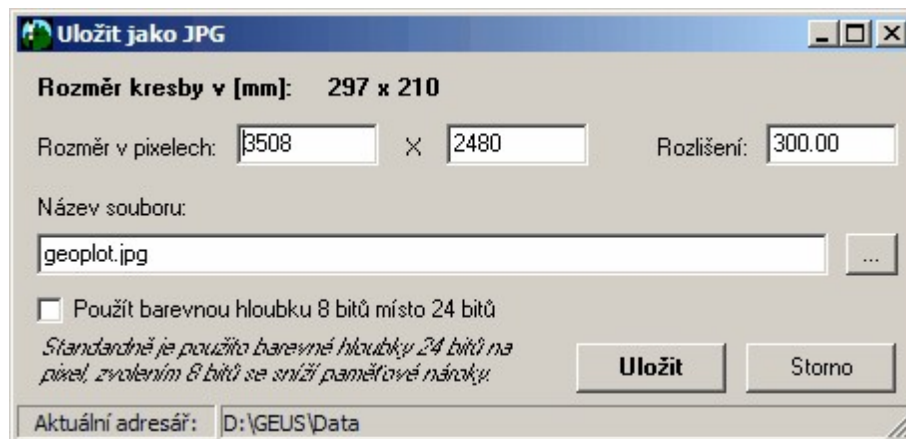 Uložit jako JPG
Rozměr kresby v [mm]: 297 x 210
Rozměr v pixelech: 3508 X 2480 Rozlišení: 300.00
Název souboru:
geoplot.jpg ...
Použít barevnou hloubku 8 bitů místo 24 bitů
Standardně je použito barevné hloubky 24 bitů na
pixel, zvolením 8 bitů se sníží paměťové nároky.
Uložit Storno
Aktuální adresář: D:\GEUS\Data